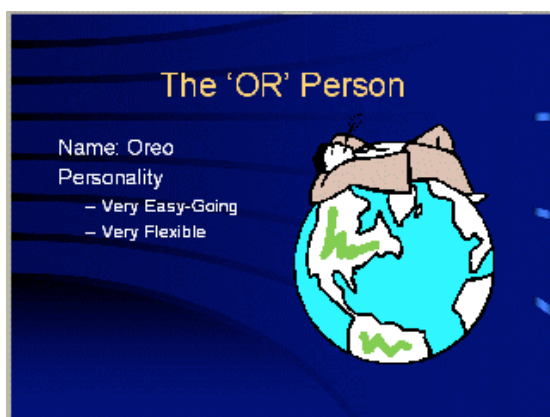 The 'OR' Person
Name: Oreo
Personality
– Very Easy-Going
– Very Flexible